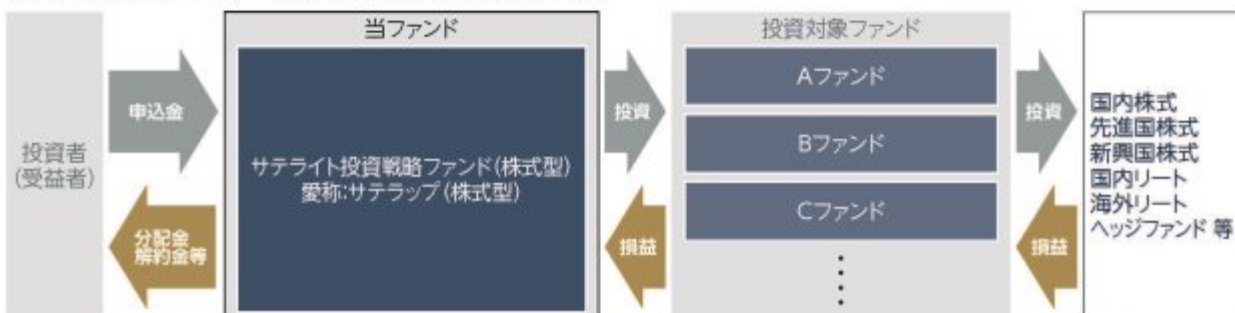 当ファンド
投資対象ファンド
投資者
(受益者)
申込金
分配金
解約金等
サテライト投資戦略ファンド(株式型)
愛称:サテラップ(株式型)
投資
損益
Aファンド
Bファンド
Cファンド
投資
損益
国内株式
先進国株式
新興国株式
国内リート
海外リート
ヘッジファンド 等